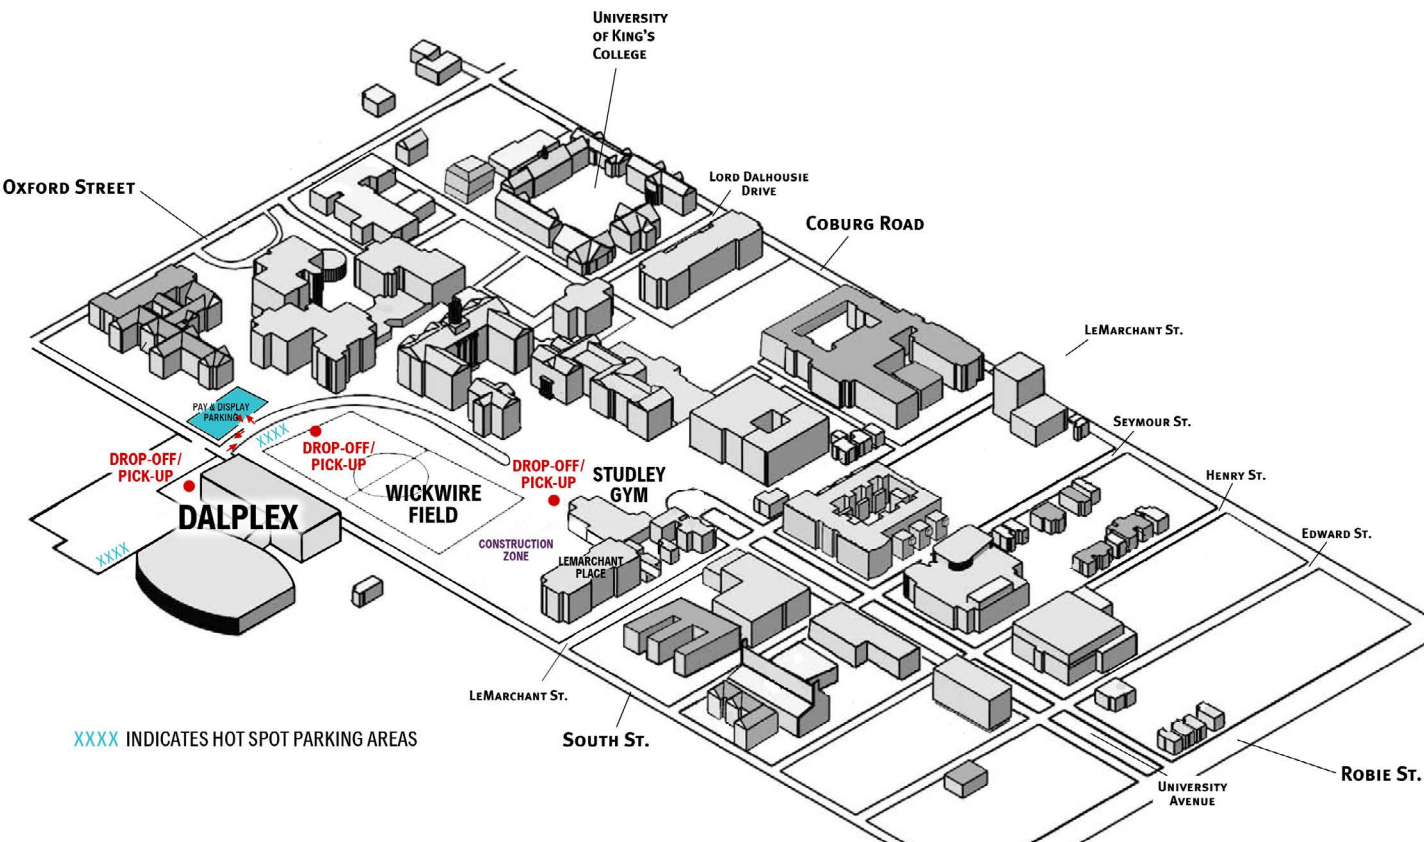 UNIVERSITY
OF KING'S
COLLEGE
OXFORD STREET
LORD DALHOUSIE
DRIVE
COBURG ROAD
LEMARCHANT ST.
SEYMOUR ST.
HENRY ST.
EDWARD ST.
PAY & DISPLAY
PARKING
XXXX
DROP-OFF/
PICK-UP
DROP-OFF/
PICK-UP
DROP-OFF/
PICK-UP
STUDLEY
GYM
WICKWIRE
FIELD
DALPLEX
CONSTRUCTION
ZONE
LEMARCHANT
PLACE
XXXX
LEMARCHANT ST.
SOUTH ST.
XXXX INDICATES HOT SPOT PARKING AREAS
ROBIE ST.
UNIVERSITY
AVENUE